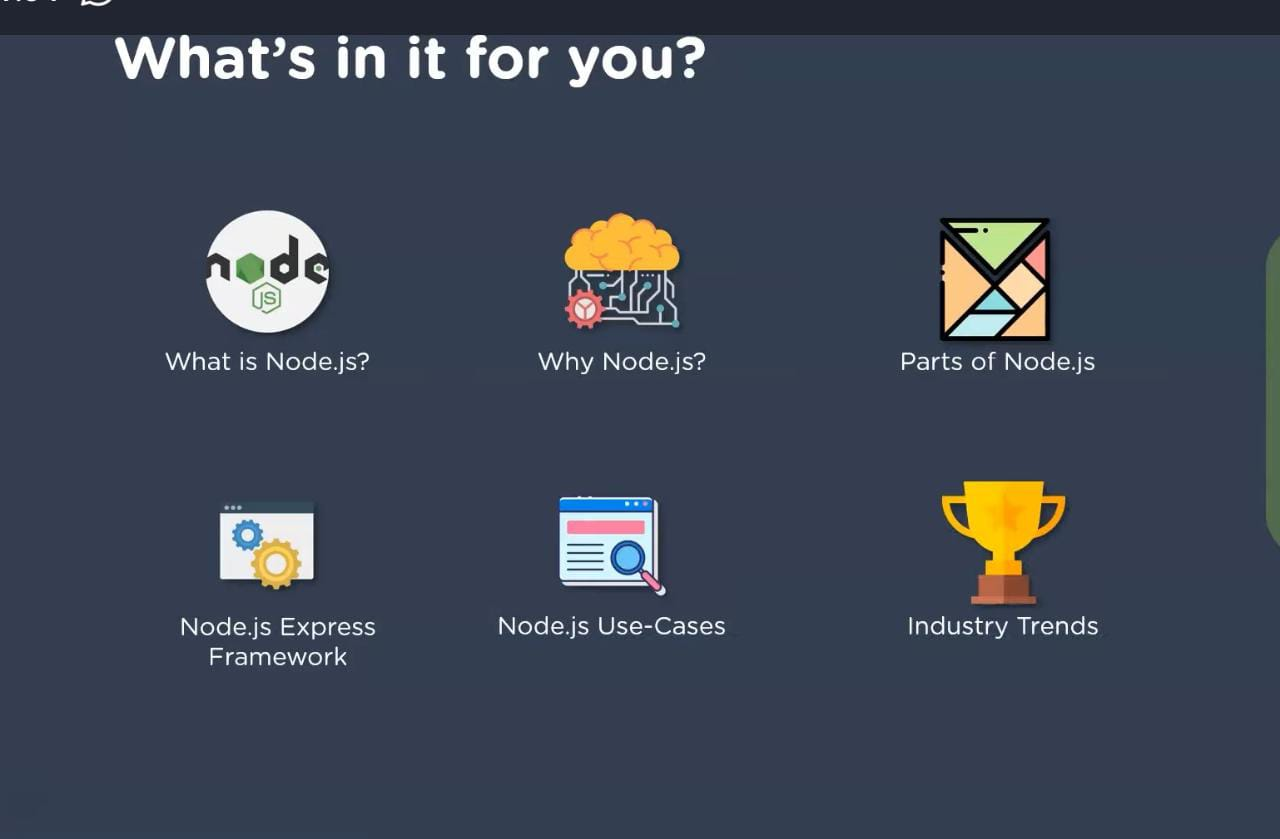 What's in it for you?
node
JS
What is Node.js?
Why Node.js?
Parts of Node.js
Node.js Express
Framework
Node.js Use-Cases
Industry Trends